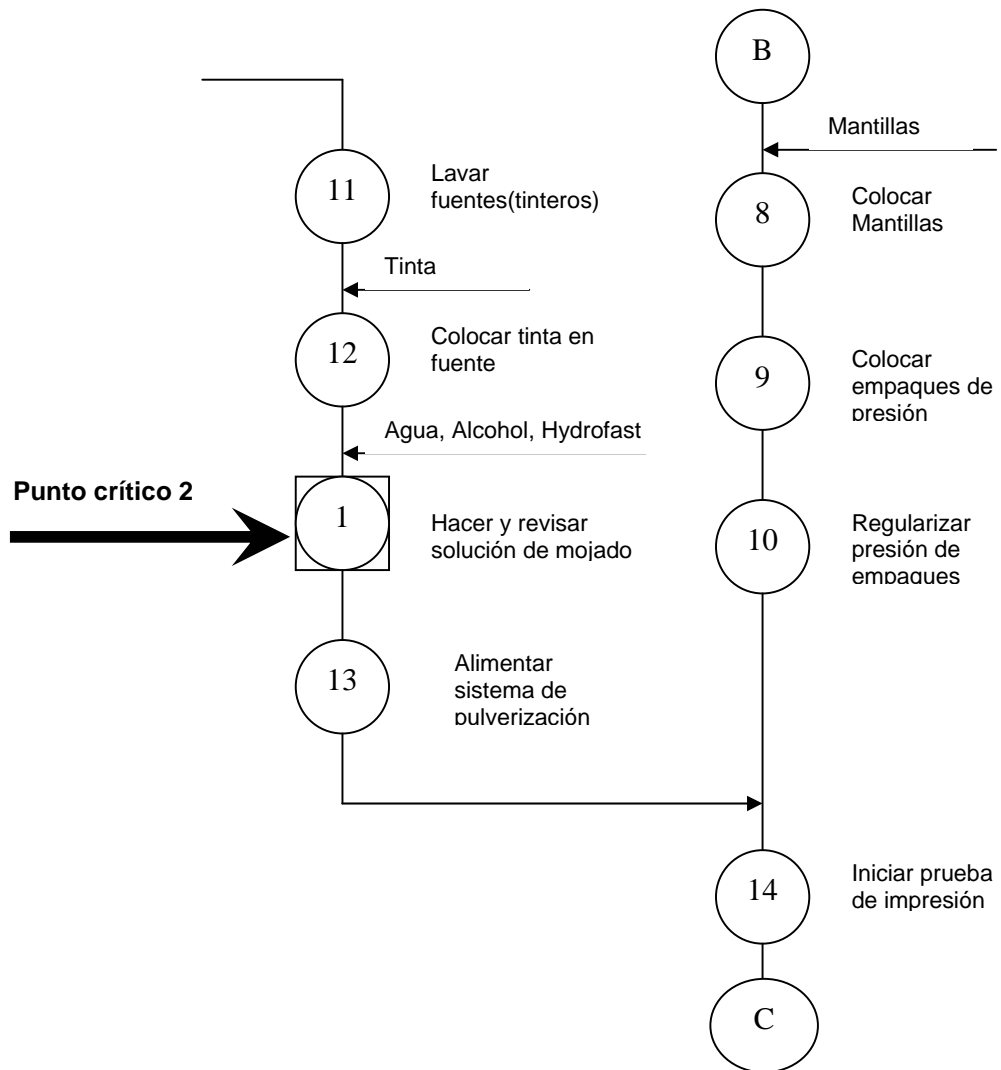 B
Mantillas
8
Colocar
Mantillas
9
Colocar
empaques de
presión
10
Regularizar
presión de
empaques
11
Lavar
fuentes(tinteros)
Tinta
12
Colocar tinta en
fuente
Agua, Alcohol, Hydrofast
Punto crítico 2
1
Hacer y revisar
solución de mojado
13
Alimentar
sistema de
pulverización
14
Iniciar prueba
de impresión
C